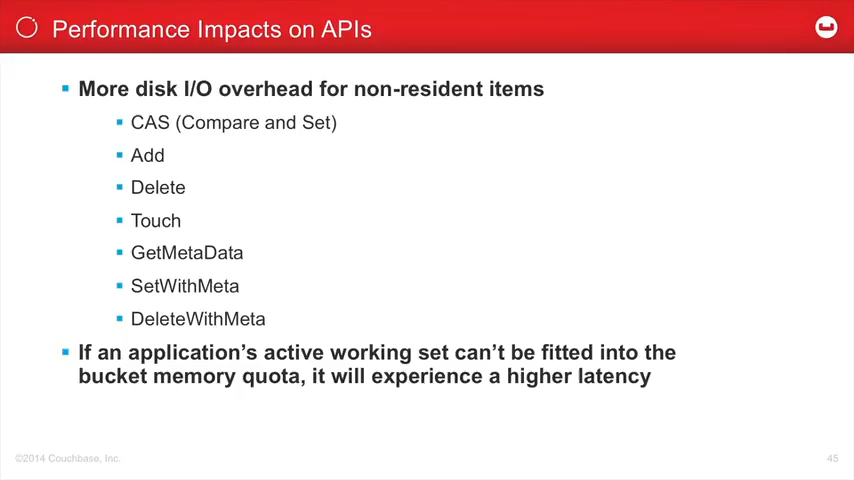 Performance Impacts on APIs
More disk I/O overhead for non-resident items
CAS (Compare and Set)
Add
Delete
Touch
GetMetaData
SetWithMeta
DeleteWithMeta
If an application's active working set can't be fitted into the
bucket memory quota, it will experience a higher latency
©2014 Couchbase, Inc.
45